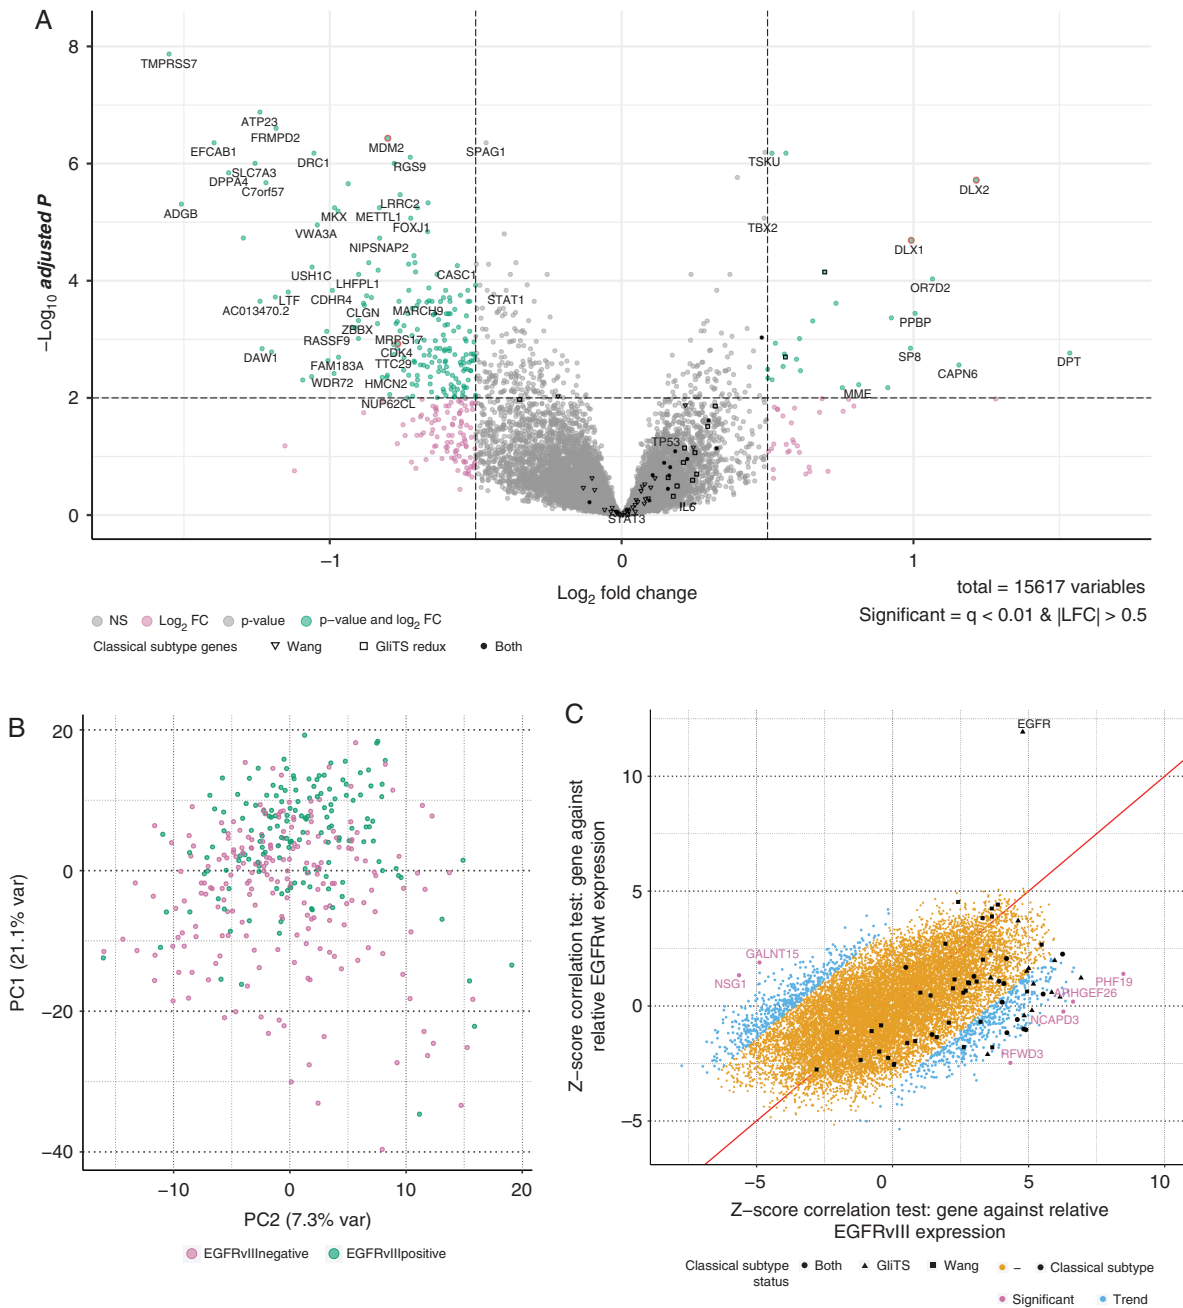 A
−Log10 adjusted P
8
6
4
2
0
TMPRSS7
ATP23
FRMPD2
EFCAB1
SLC7A3
DPPA4
C7orf57
ADGB
DRC1
MDM2
RGS9
SPAG1
TSKU
DLX2
LRRC2
MKX
METTL1
VWA3A
FOXJ1
TBX2
DLX1
NIPSNAP2
USH1C
LHFPL1
CASC1
OR7D2
LTF
CDHR4
STAT1
AC013470.2
CLGN
MARCH9
PPBP
ZBBX
RASSF9
MRPS17
DAW1
CDK4
SP8
DPT
FAM183A
TTC29
CAPN6
WDR72
HMCN2
MME
NUP62CL
TP53
IL6
STAT3
−1
0
1
Log2 fold change
total = 15617 variables
Significant = q < 0.01 & |LFC| > 0.5
NS
Log2 FC
p-value
p−value and log2 FC
Classical subtype genes
Wang
GliTS redux
Both
B
PC1 (21.1% var)
20
0
−20
−40
−10
0
10
20
PC2 (7.3% var)
EGFRvIIInegative
EGFRvIIIpositive
C
Z−score correlation test: gene against
relative EGFRwt expression
10
5
0
−5
EGFR
GALNT15
NSG1
PHF19
ARHGEF26
NCAPD3
RFWD3
−5
0
5
10
Z−score correlation test: gene against relative
EGFRvIII expression
Classical subtype
status
Both
GliTS
Wang
–
Classical subtype
Significant
Trend